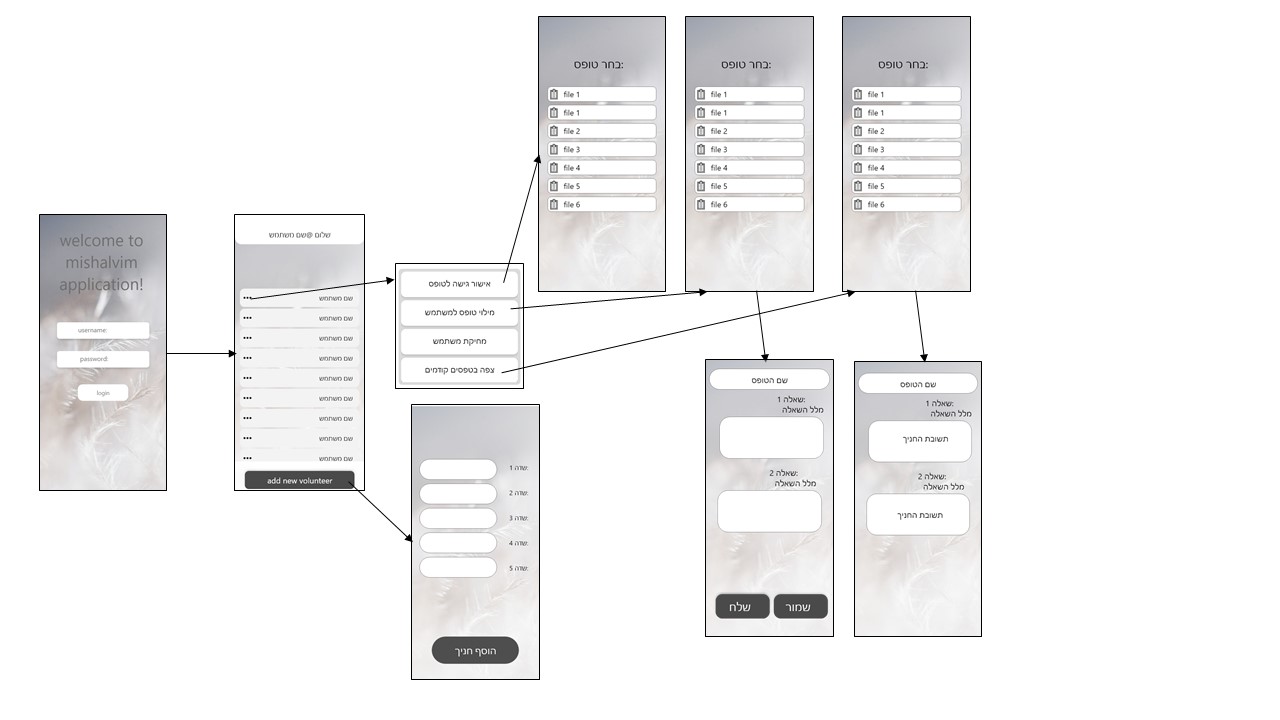 welcome to
mishalvim
application!
username:
password:
login
שלום @שם משתמש
שם משתמש
שם משתמש
שם משתמש
שם משתמש
שם משתמש
שם משתמש
שם משתמש
שם משתמש
שם משתמש
add new volunteer
אישור גישה לטופס
מילוי טופס למשתמש
מחיקת משתמש
צפה בטפסים קודמים
שדה 1:
שדה 2:
שדה 3:
שדה 4:
שדה 5:
הוסף חניך
בחר טופס:
file 1
file 1
file 2
file 3
file 4
file 5
file 6
בחר טופס:
file 1
file 1
file 2
file 3
file 4
file 5
file 6
בחר טופס:
file 1
file 1
file 2
file 3
file 4
file 5
file 6
שם הטופס
שאלה 1:
מלל השאלה
שאלה 2:
מלל השאלה
שמור
שלח
שם הטופס
שאלה 1:
מלל השאלה
תשובת החניך
שאלה 2:
מלל השאלה
תשובת החניך